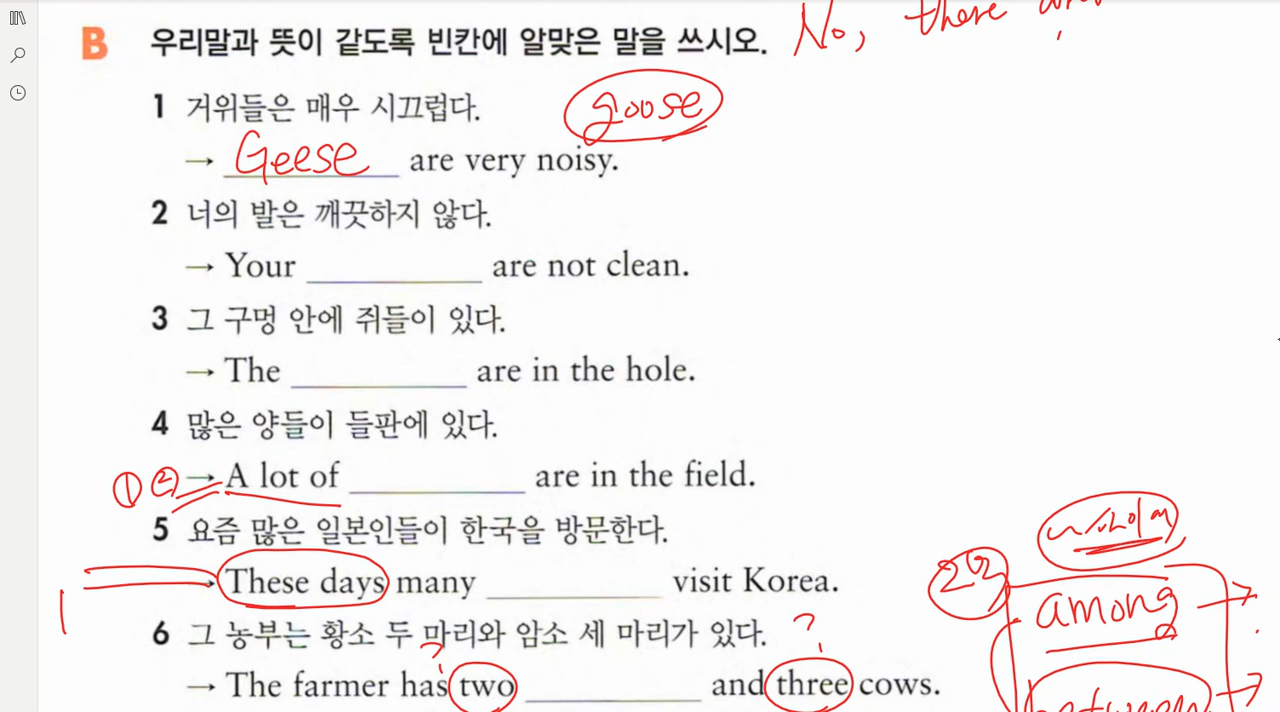 No, there are
B 우리말과 뜻이 같도록 빈칸에 알맞은 말을 쓰시오.
1 거위들은 매우 시끄럽다. goose
→ Geese are very noisy.
2 너의 발은 깨끗하지 않다.
→ Your ___ are not clean.
3 그 구멍 안에 쥐들이 있다.
→ The ___ are in the hole.
4 많은 양들이 들판에 있다.
① ② → A lot of ___ are in the field.
5 요즘 많은 일본인들이 한국을 방문한다.
→ These days many ___ visit Korea.
among
6 그 농부는 황소 두 마리와 암소 세 마리가 있다. ?
?
→ The farmer has two ___ and three cows.
between